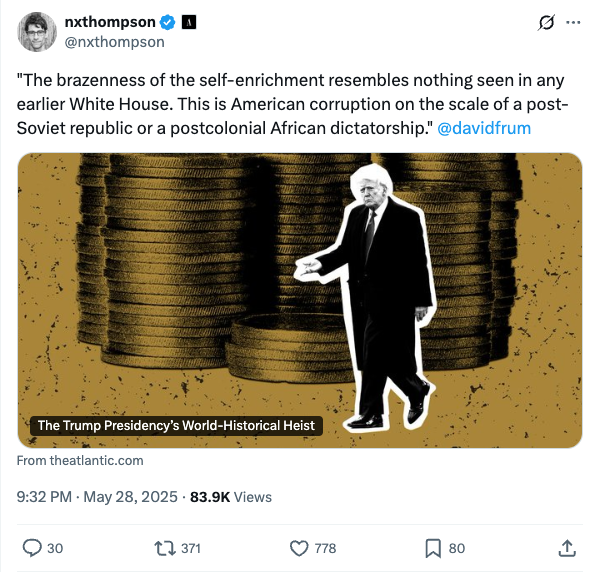 nxthompson
@nxthompson
"The brazenness of the self-enrichment resembles nothing seen in any
earlier White House. This is American corruption on the scale of a post-
Soviet republic or a postcolonial African dictatorship." @davidfrum
The Trump Presidency's World-Historical Heist
From theatlantic.com
9:32 PM · May 28, 2025 · 83.9K Views
30 371 778 80